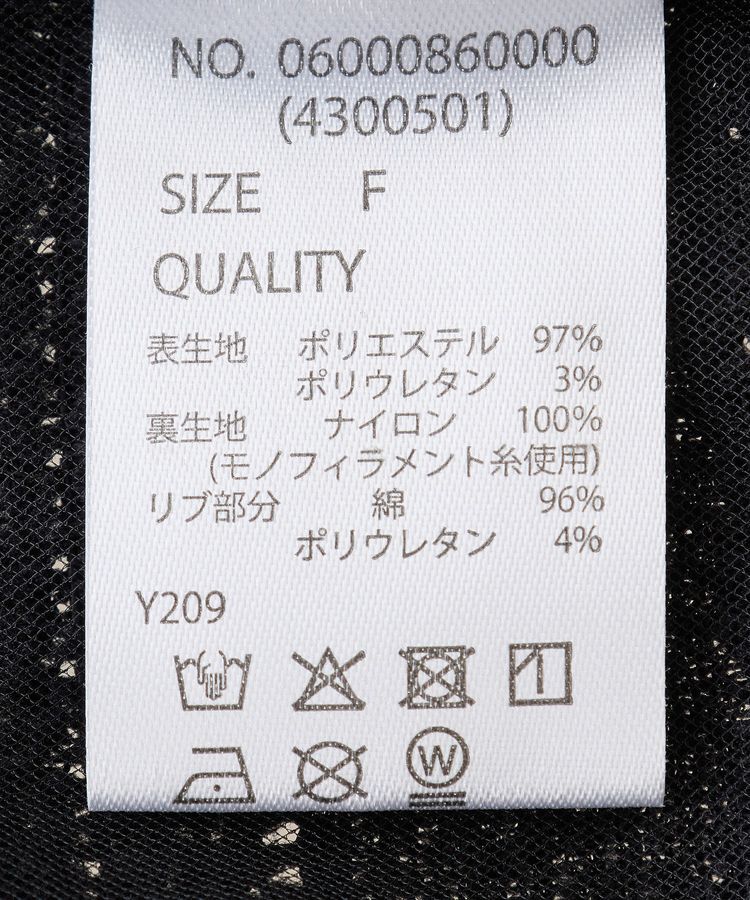 NO. 06000860000
(4300501)
SIZE F
QUALITY
表生地 ポリエステル 97%
ポリウレタン 3%
裏生地 ナイロン 100%
(モノフィラメント糸使用)
リブ部分 綿 96%
ポリウレタン 4%
Y209
W